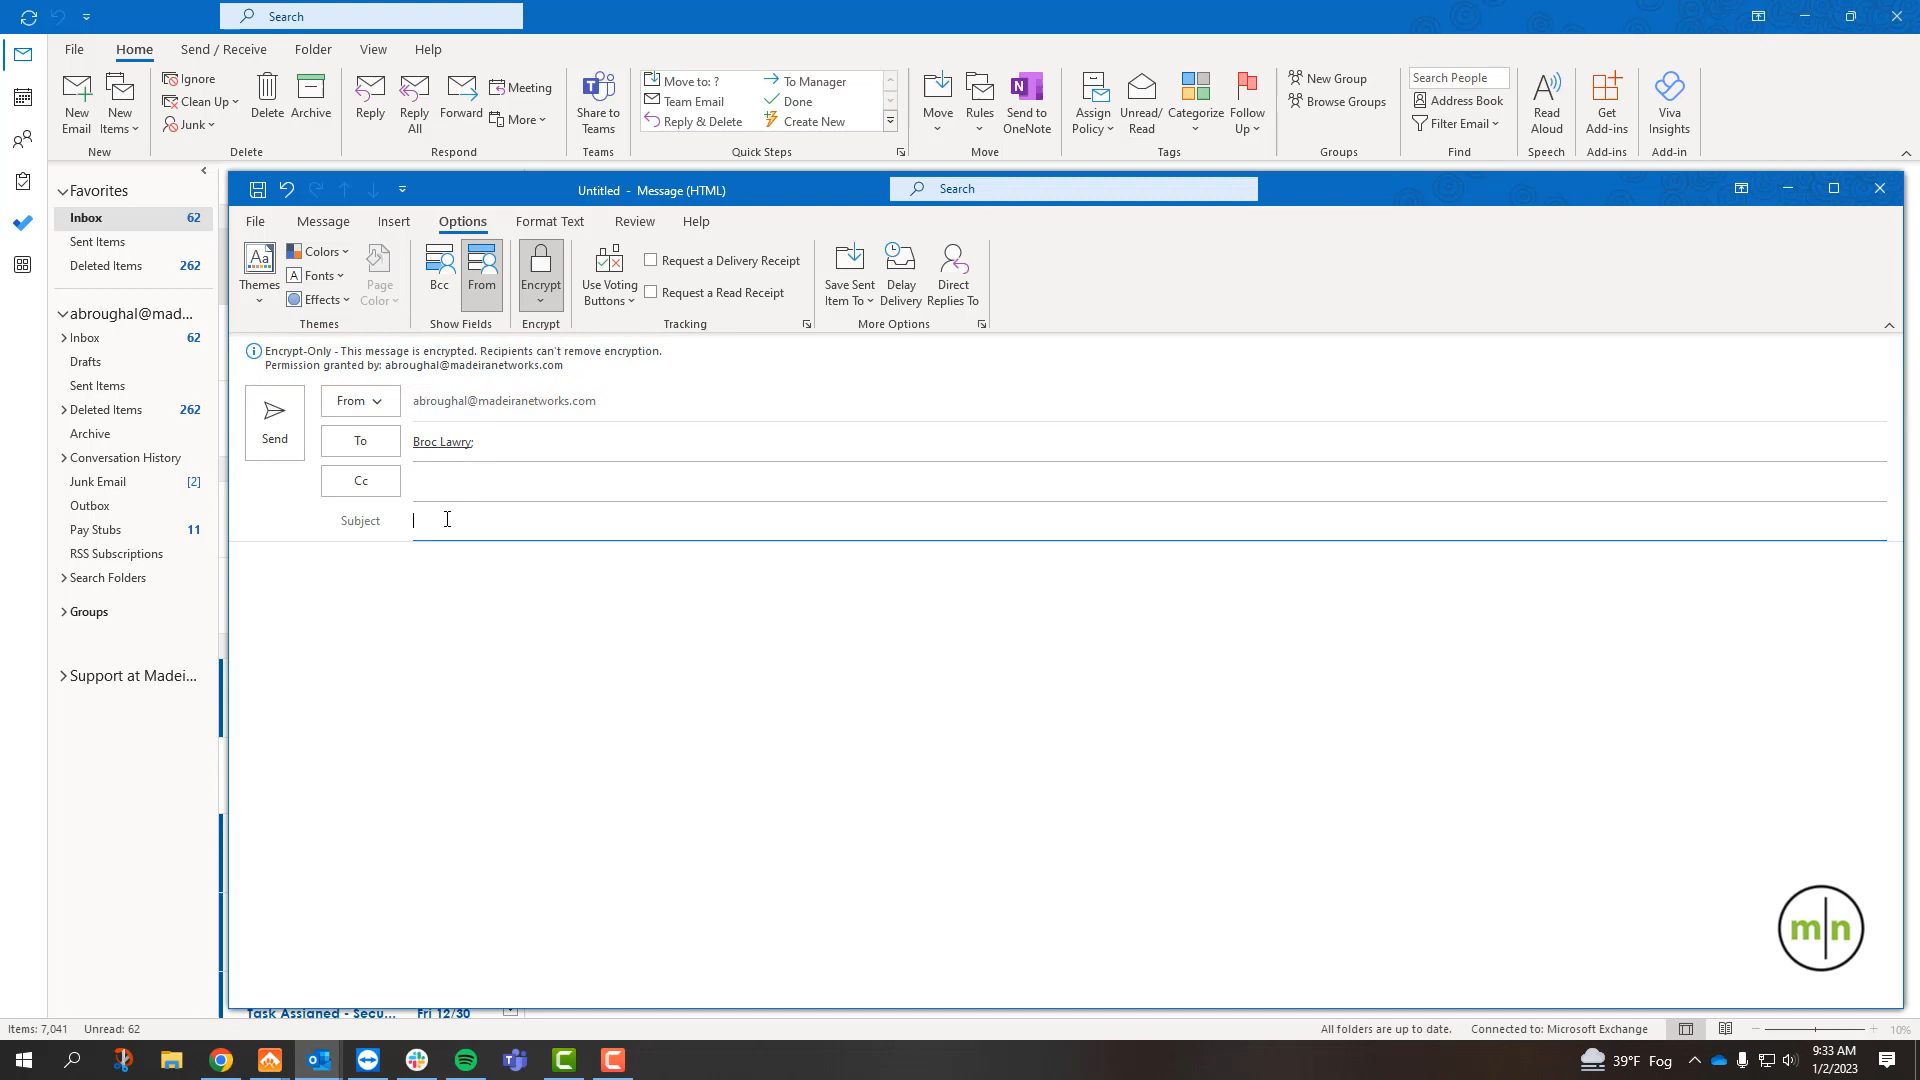 Search
File Home Send / Receive Folder View Help
New Email
New Items
Ignore
Clean Up
Junk
Delete
Archive
Reply
Reply All
Forward
Meeting
More
Share to Teams
Move to: ?
Team Email
Reply & Delete
To Manager
Done
Create New
Move
Rules
Send to OneNote
Assign Policy
Unread/ Read
Categorize
Follow Up
New Group
Browse Groups
Search People
Address Book
Filter Email
Read Aloud
Get Add-ins
Viva Insights
New Delete Respond Teams Quick Steps Move Tags Groups Find Speech Add-ins Add-in
Favorites
Inbox 62
Sent Items
Deleted Items 262
abroughal@mad...
Inbox 62
Drafts
Sent Items
Deleted Items 262
Archive
Conversation History
Junk Email [2]
Outbox
Pay Stubs 11
RSS Subscriptions
Search Folders
Groups
Support at Madei...
Untitled - Message (HTML)
Search
File Message Insert Options Format Text Review Help
Aa
Themes
Colors
A Fonts
Effects
Page Color
Bcc
From
Encrypt
Use Voting Buttons
Request a Delivery Receipt
Request a Read Receipt
Save Sent Item To
Delay Delivery
Direct Replies To
Themes Show Fields Encrypt Tracking More Options
Encrypt-Only - This message is encrypted. Recipients can't remove encryption.
Permission granted by: abroughal@madeiranetworks.com
Send
From abroughal@madeiranetworks.com
To Broc Lawry;
Cc
Subject
m|n
Task Assigned - Secu... Fri 12/30
Items: 7,041 Unread: 62
All folders are up to date. Connected to: Microsoft Exchange 10%
39°F Fog
9:33 AM
1/2/2023